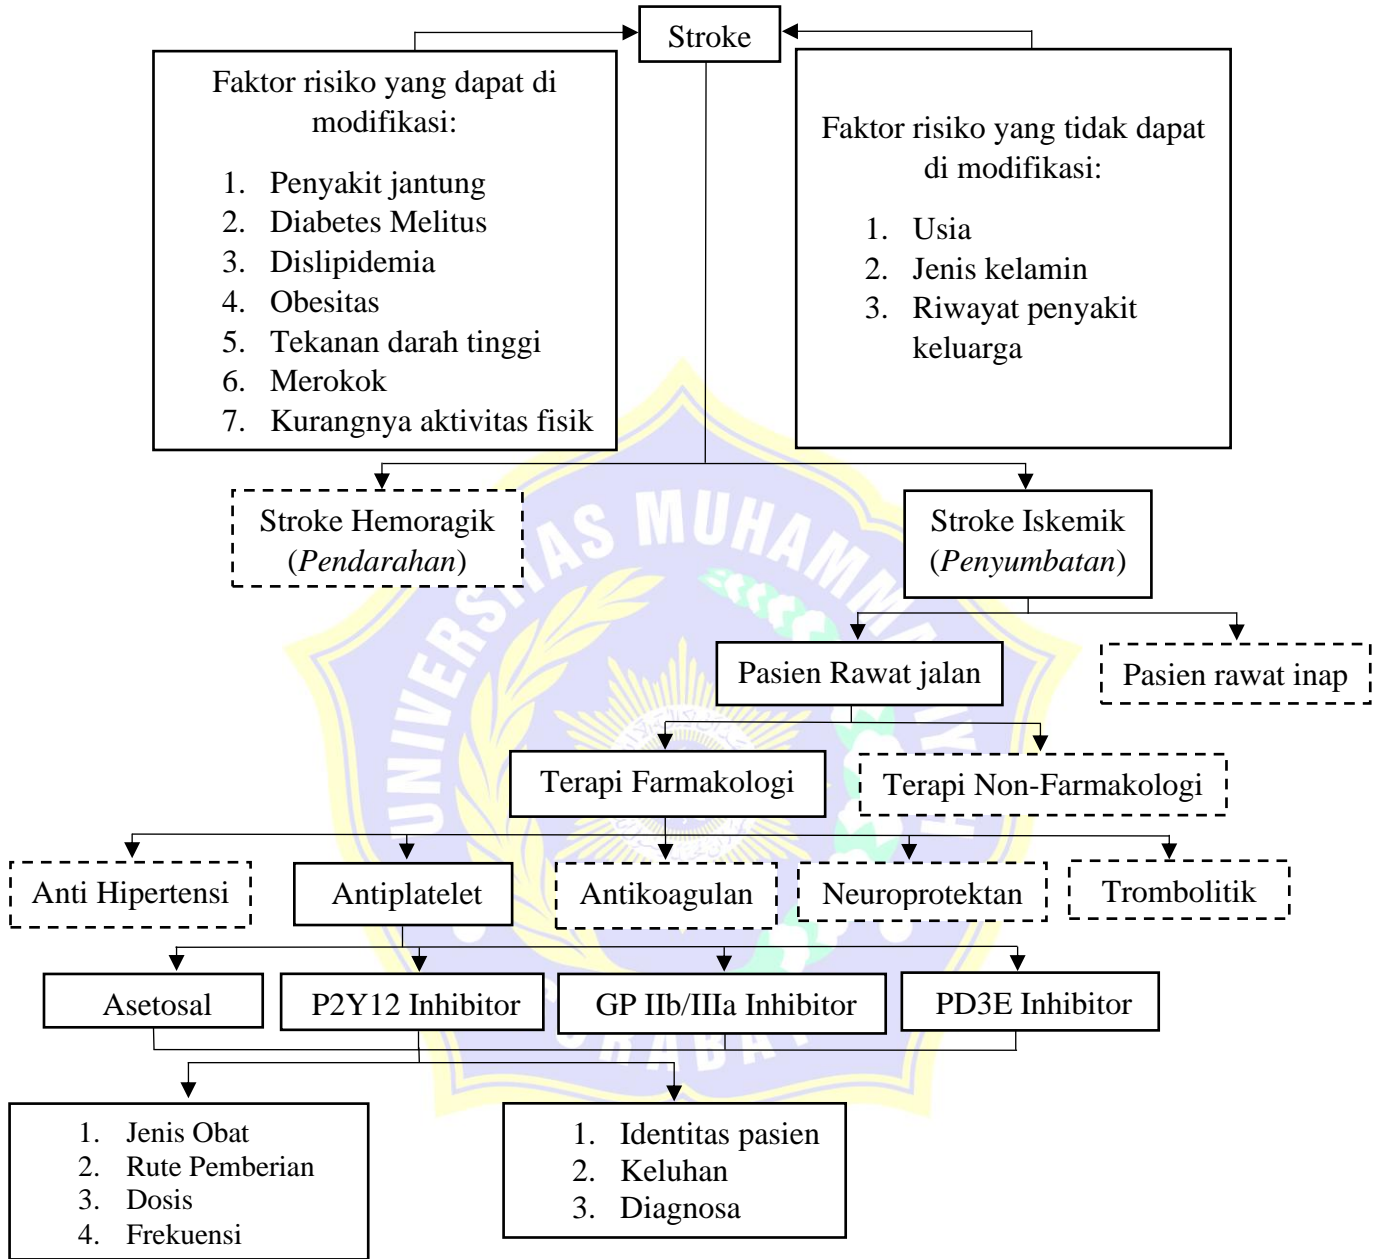 Stroke
Faktor risiko yang dapat di
modifikasi:
1. Penyakit jantung
2. Diabetes Melitus
3. Dislipidemia
4. Obesitas
5. Tekanan darah tinggi
6. Merokok
7. Kurangnya aktivitas fisik
Faktor risiko yang tidak dapat
di modifikasi:
1. Usia
2. Jenis kelamin
3. Riwayat penyakit
keluarga
Stroke Hemoragik
(Pendarahan)
Stroke Iskemik
(Penyumbatan)
Pasien Rawat jalan
Pasien rawat inap
Terapi Farmakologi
Terapi Non-Farmakologi
Anti Hipertensi
Antiplatelet
Antikoagulan
Neuroprotektan
Trombolitik
Asetosal
P2Y12 Inhibitor
GP IIb/IIIa Inhibitor
PD3E Inhibitor
1. Jenis Obat
2. Rute Pemberian
3. Dosis
4. Frekuensi
1. Identitas pasien
2. Keluhan
3. Diagnosa
UNIVERSITAS MUHAMMADIYAH